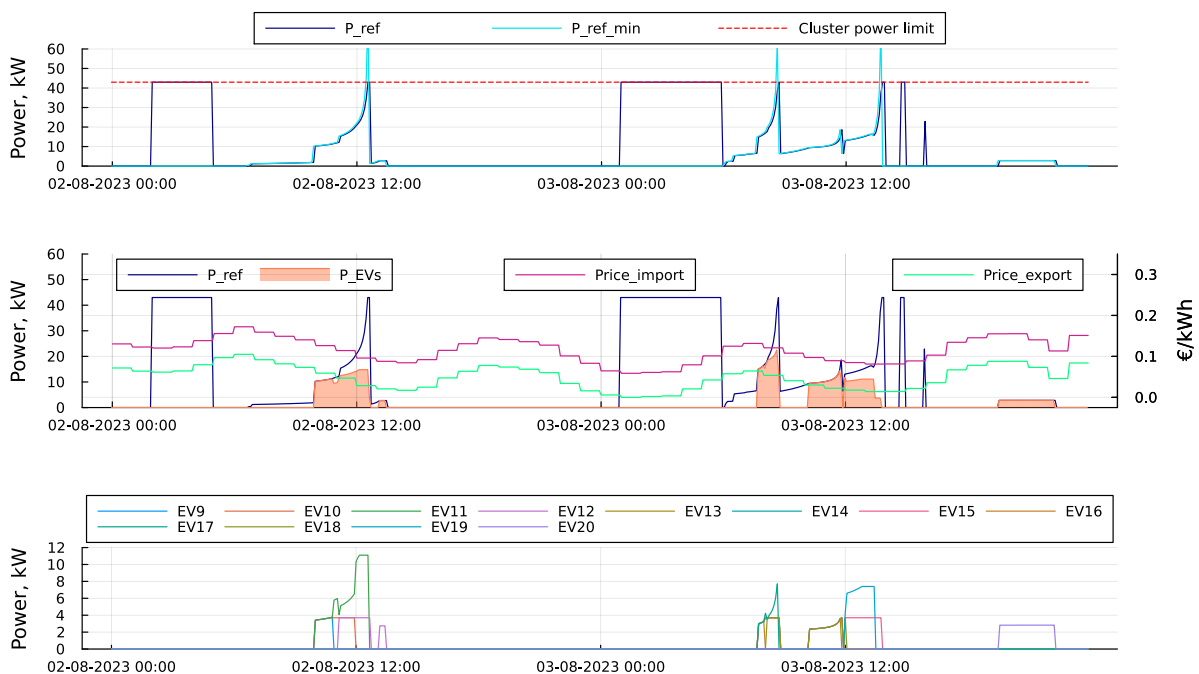 P_ref P_ref_min Cluster power limit
60
50
40
30
20
10
0
Power, kW
02-08-2023 00:00 02-08-2023 12:00 03-08-2023 00:00 03-08-2023 12:00
P_ref P_EVs Price_import Price_export
60
50
40
30
20
10
0
Power, kW
0.3
0.2
0.1
0.0
€/kWh
02-08-2023 00:00 02-08-2023 12:00 03-08-2023 00:00 03-08-2023 12:00
EV9 EV10 EV11 EV12 EV13 EV14 EV15 EV16
EV17 EV18 EV19 EV20
12
10
8
6
4
2
0
Power, kW
02-08-2023 00:00 02-08-2023 12:00 03-08-2023 00:00 03-08-2023 12:00